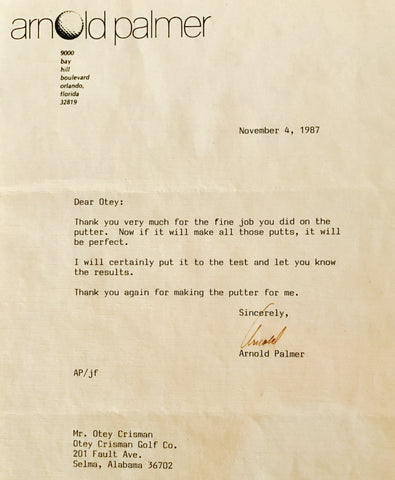 arnold palmer
9000
bay
hill
boulevard
orlando,
florida
32819
November 4, 1987
Dear Otey:
Thank you very much for the fine job you did on the
putter. Now if it will make all those putts, it will
be perfect.
I will certainly put it to the test and let you know
the results.
Thank you again for making the putter for me.
Sincerely,
Arnold
Arnold Palmer
AP/jf
Mr. Otey Crisman
Otey Crisman Golf Co.
201 Fault Ave.
Selma, Alabama 36702